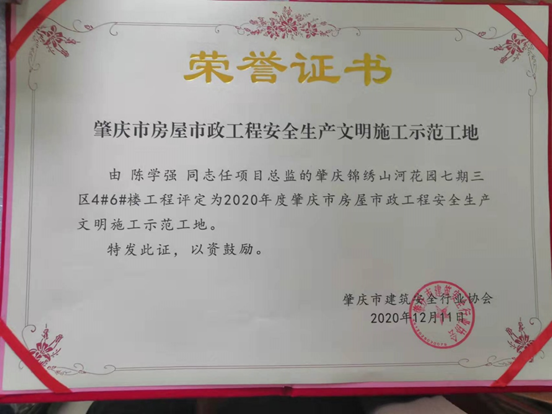 荣誉证书
肇庆市房屋市政工程安全生产文明施工示范工地
由 陈学强 同志任项目总监的肇庆锦绣山河花园七期三
区4#6#楼工程评定为2020年度肇庆市房屋市政工程安全生产
文明施工示范工地。
特发此证，以资鼓励。
肇庆市建筑安全行业协会
2020年12月11日